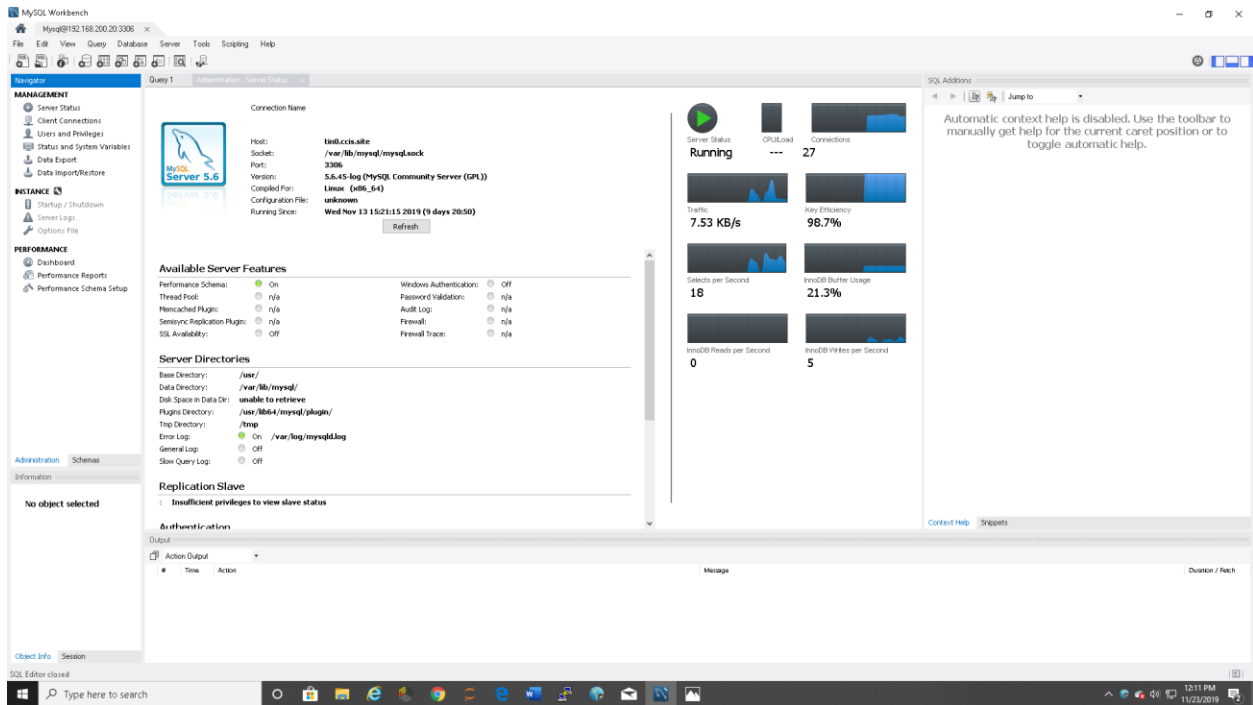 MySQL Workbench
Mysql@192.168.200.20:3306
File Edit View Query Database Server Tools Scripting Help
Navigator
MANAGEMENT
Server Status
Client Connections
Users and Privileges
Status and System Variables
Data Export
Data Import/Restore
INSTANCE
Startup / Shutdown
Server Logs
Options File
PERFORMANCE
Dashboard
Performance Reports
Performance Schema Setup
Administration Schemas
Information
No object selected
Object Info Session
Query 1 Administration - Server Status
Connection Name
MySQL
Server 5.6
Host: tin0.ccis.site
Socket: /var/lib/mysql/mysql.sock
Port: 3306
Version: 5.6.45-log (MySQL Community Server (GPL))
Compiled For: Linux (x86_64)
Configuration File: unknown
Running Since: Wed Nov 13 15:21:15 2019 (9 days 20:50)
Refresh
Available Server Features
Performance Schema: On Windows Authentication: Off
Thread Pool: n/a Password Validation: n/a
Memcached Plugin: n/a Audit Log: n/a
Semisync Replication Plugin: n/a Firewall: n/a
SSL Availability: Off Firewall Trace: n/a
Server Directories
Base Directory: /usr/
Data Directory: /var/lib/mysql/
Disk Space in Data Dir: unable to retrieve
Plugins Directory: /usr/lib64/mysql/plugin/
Tmp Directory: /tmp
Error Log: On /var/log/mysqld.log
General Log: Off
Slow Query Log: Off
Replication Slave
: Insufficient privileges to view slave status
Authentication
Server Status CPU/Load Connections
Running --- 27
Traffic Key Efficiency
7.53 KB/s 98.7%
Selects per Second InnoDB Buffer Usage
18 21.3%
InnoDB Reads per Second InnoDB Writes per Second
0 5
SQL Additions
Jump to
Automatic context help is disabled. Use the toolbar to
manually get help for the current caret position or to
toggle automatic help.
Context Help Snippets
Output
Action Output
# Time Action Message Duration / Fetch
SQL Editor closed
Type here to search
12:11 PM
11/23/2019